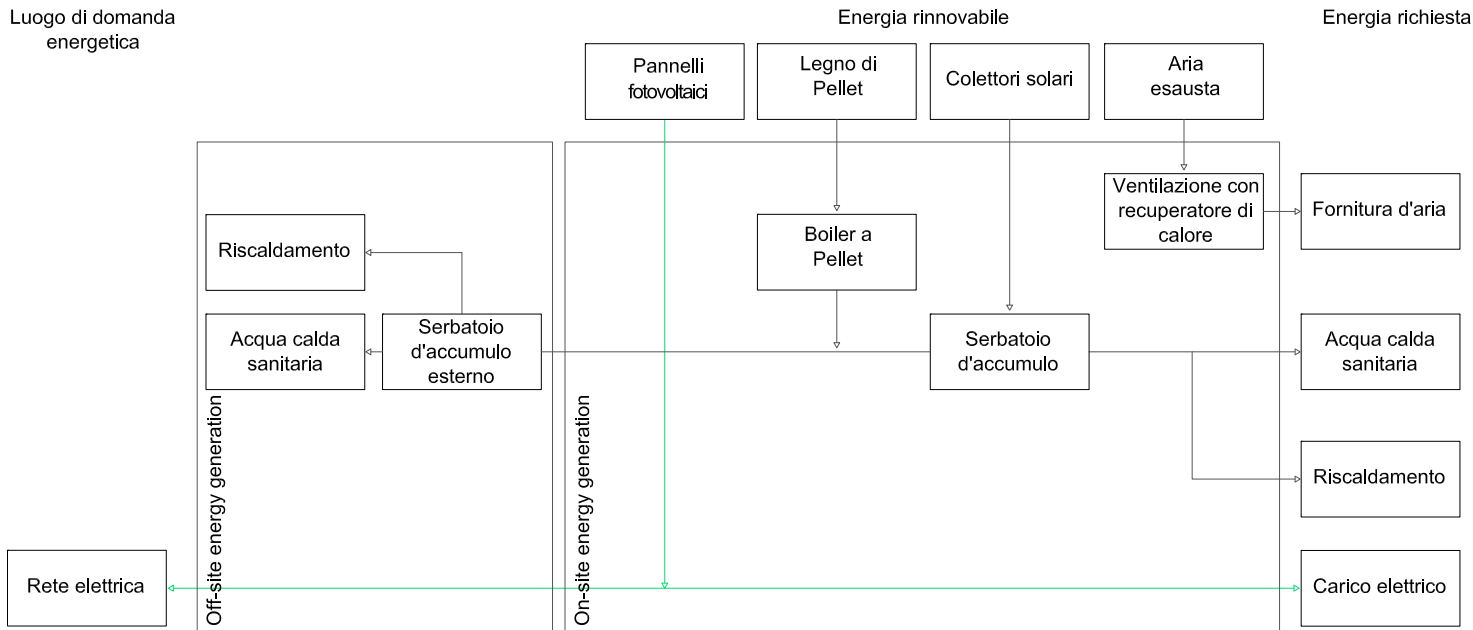 Luogo di domanda
energetica
Energia rinnovabile
Energia richiesta
Pannelli
fotovoltaici
Legno di
Pellet
Colettori solari
Aria
esausta
Ventilazione con
recuperatore di
calore
Fornitura d'aria
Riscaldamento
Boiler a
Pellet
Acqua calda
sanitaria
Serbatoio
d'accumulo
esterno
Serbatoio
d'accumulo
Acqua calda
sanitaria
Riscaldamento
Off-site energy generation
On-site energy generation
Rete elettrica
Carico elettrico